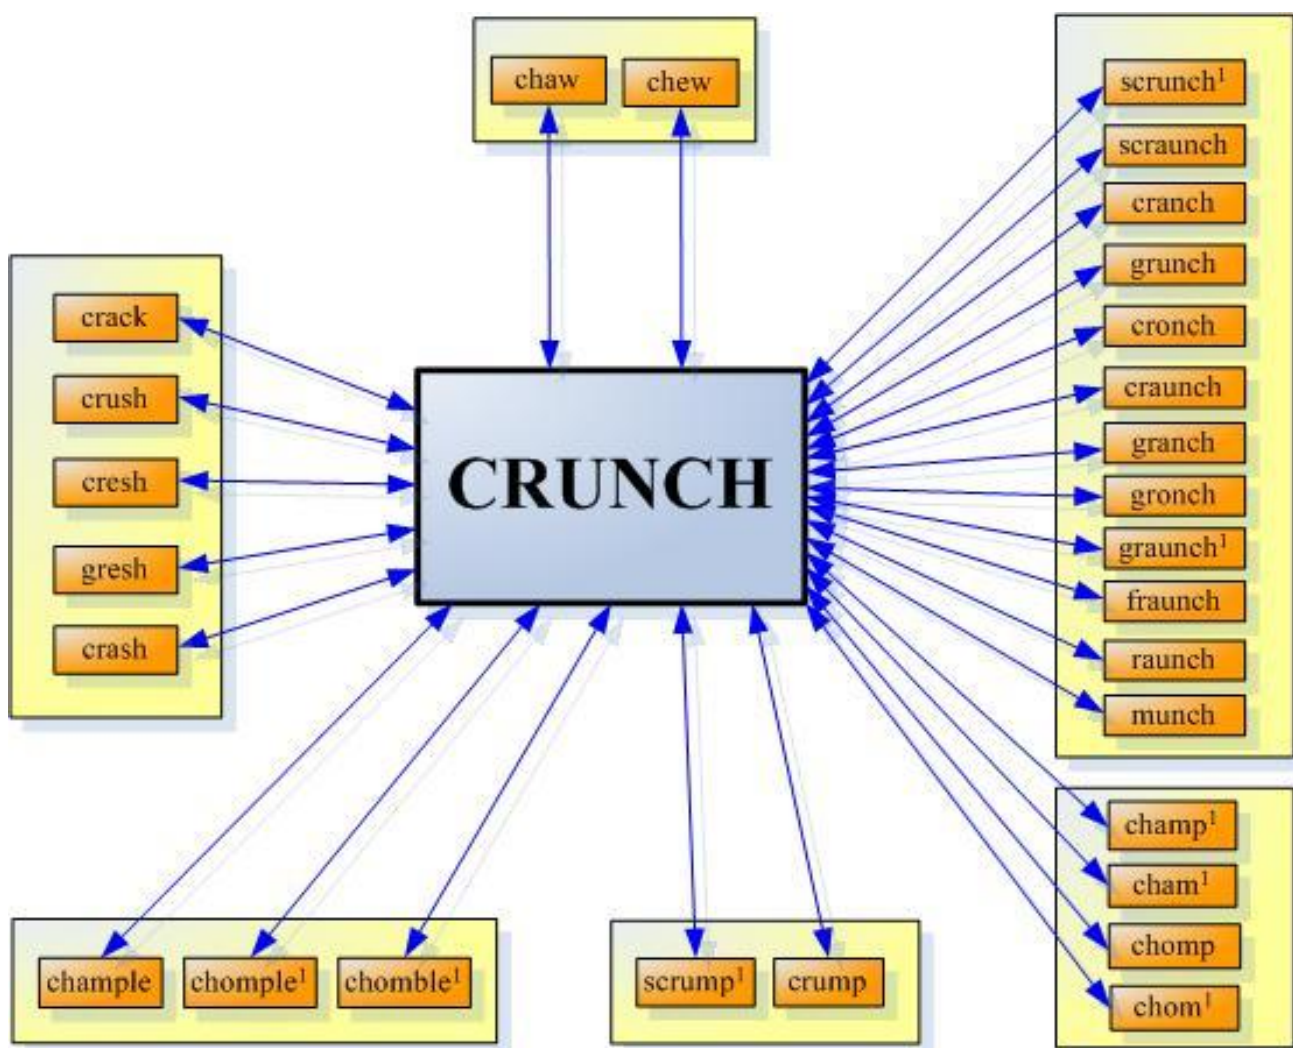 chaw chew
scrunch¹
scraunch
cranch
grunch
cronch
craunch
granch
gronch
graunch¹
fraunch
raunch
munch
crack
crush
cresh
gresh
crash
CRUNCH
champ¹
cham¹
chomp
chom¹
chample chomple¹ chomble¹
scrump¹ crump